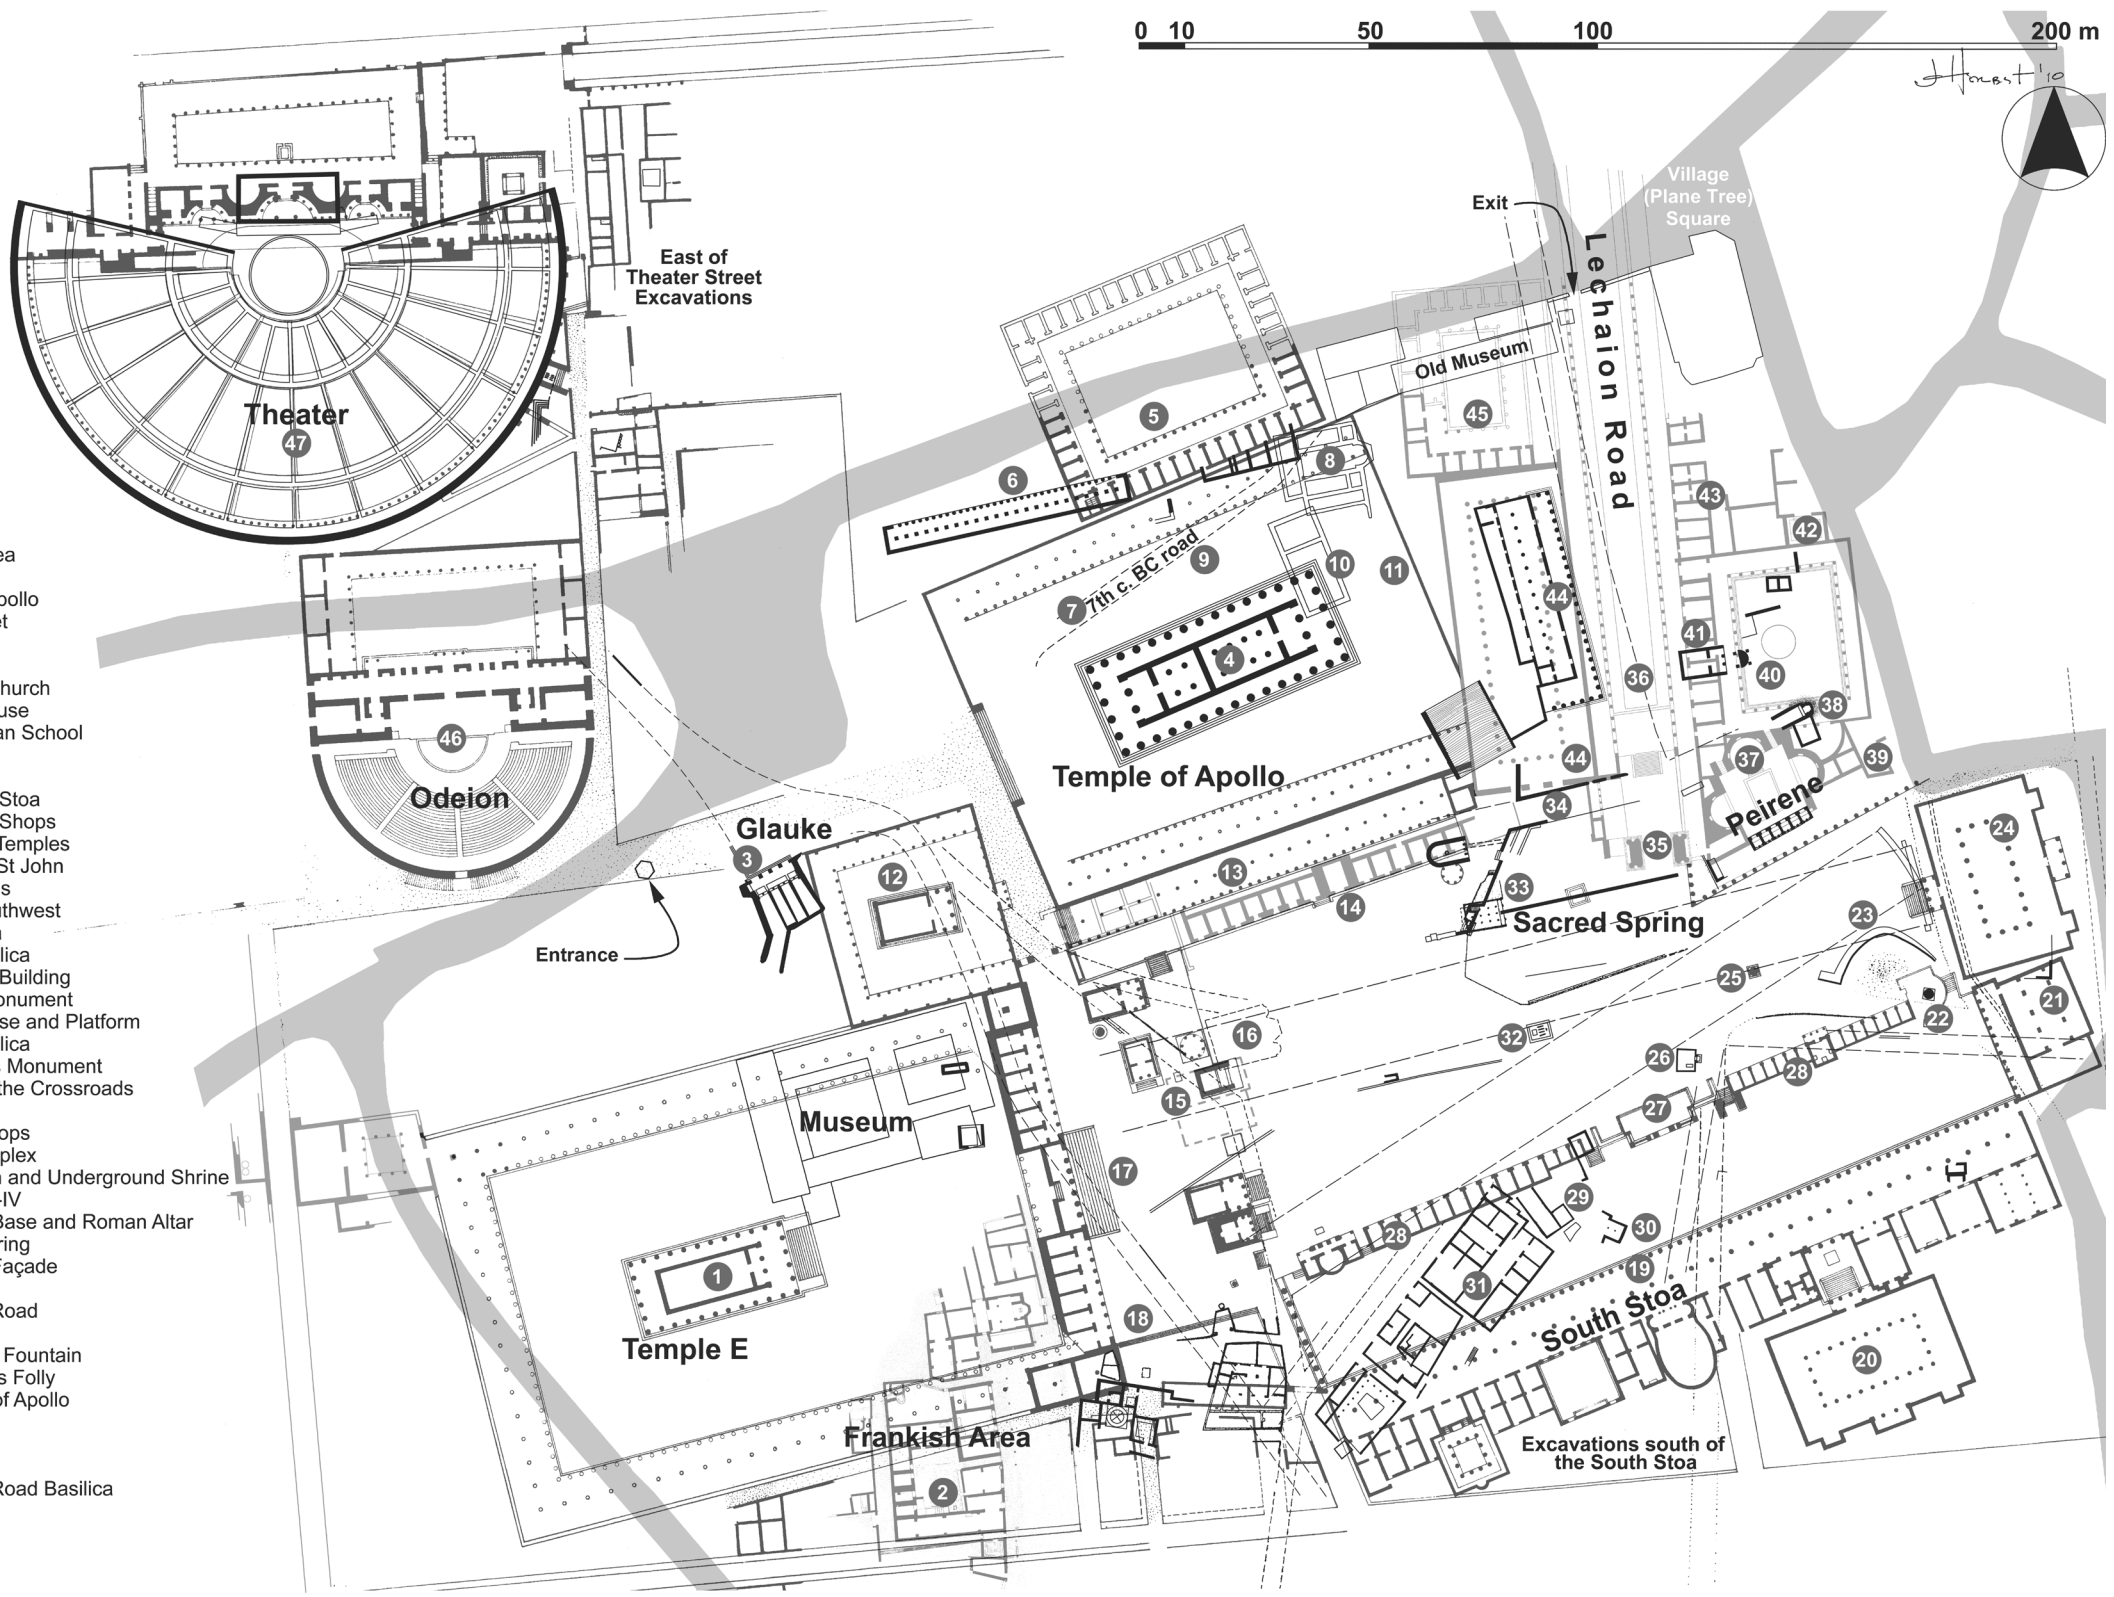 0 10 50 100 200 m
J Herbst '10
Village
(Plane Tree)
Square
Exit
Lechaion Road
East of
Theater Street
Excavations
Old Museum
5
45
Theater
47
6
8
43
42
9
10
11
7
7th c. BC road
44
41
4
36
40
38
46
37
39
44
Temple of Apollo
Odeion
34
Peirene
Glauke
3
35
24
12
13
33
14
Sacred Spring
23
Entrance
25
21
22
32
16
26
28
15
27
Museum
17
29
30
28
19
31
1
18
South Stoa
Temple E
20
Frankish Area
Excavations south of
the South Stoa
2
ea
pollo
et
hurch
use
an School
Stoa
Shops
Temples
St John
s
uthwest
n
lica
Building
onument
se and Platform
lica
s Monument
the Crossroads
ops
plex
n and Underground Shrine
-IV
Base and Roman Altar
ring
Façade
Road
Fountain
s Folly
of Apollo
Road Basilica